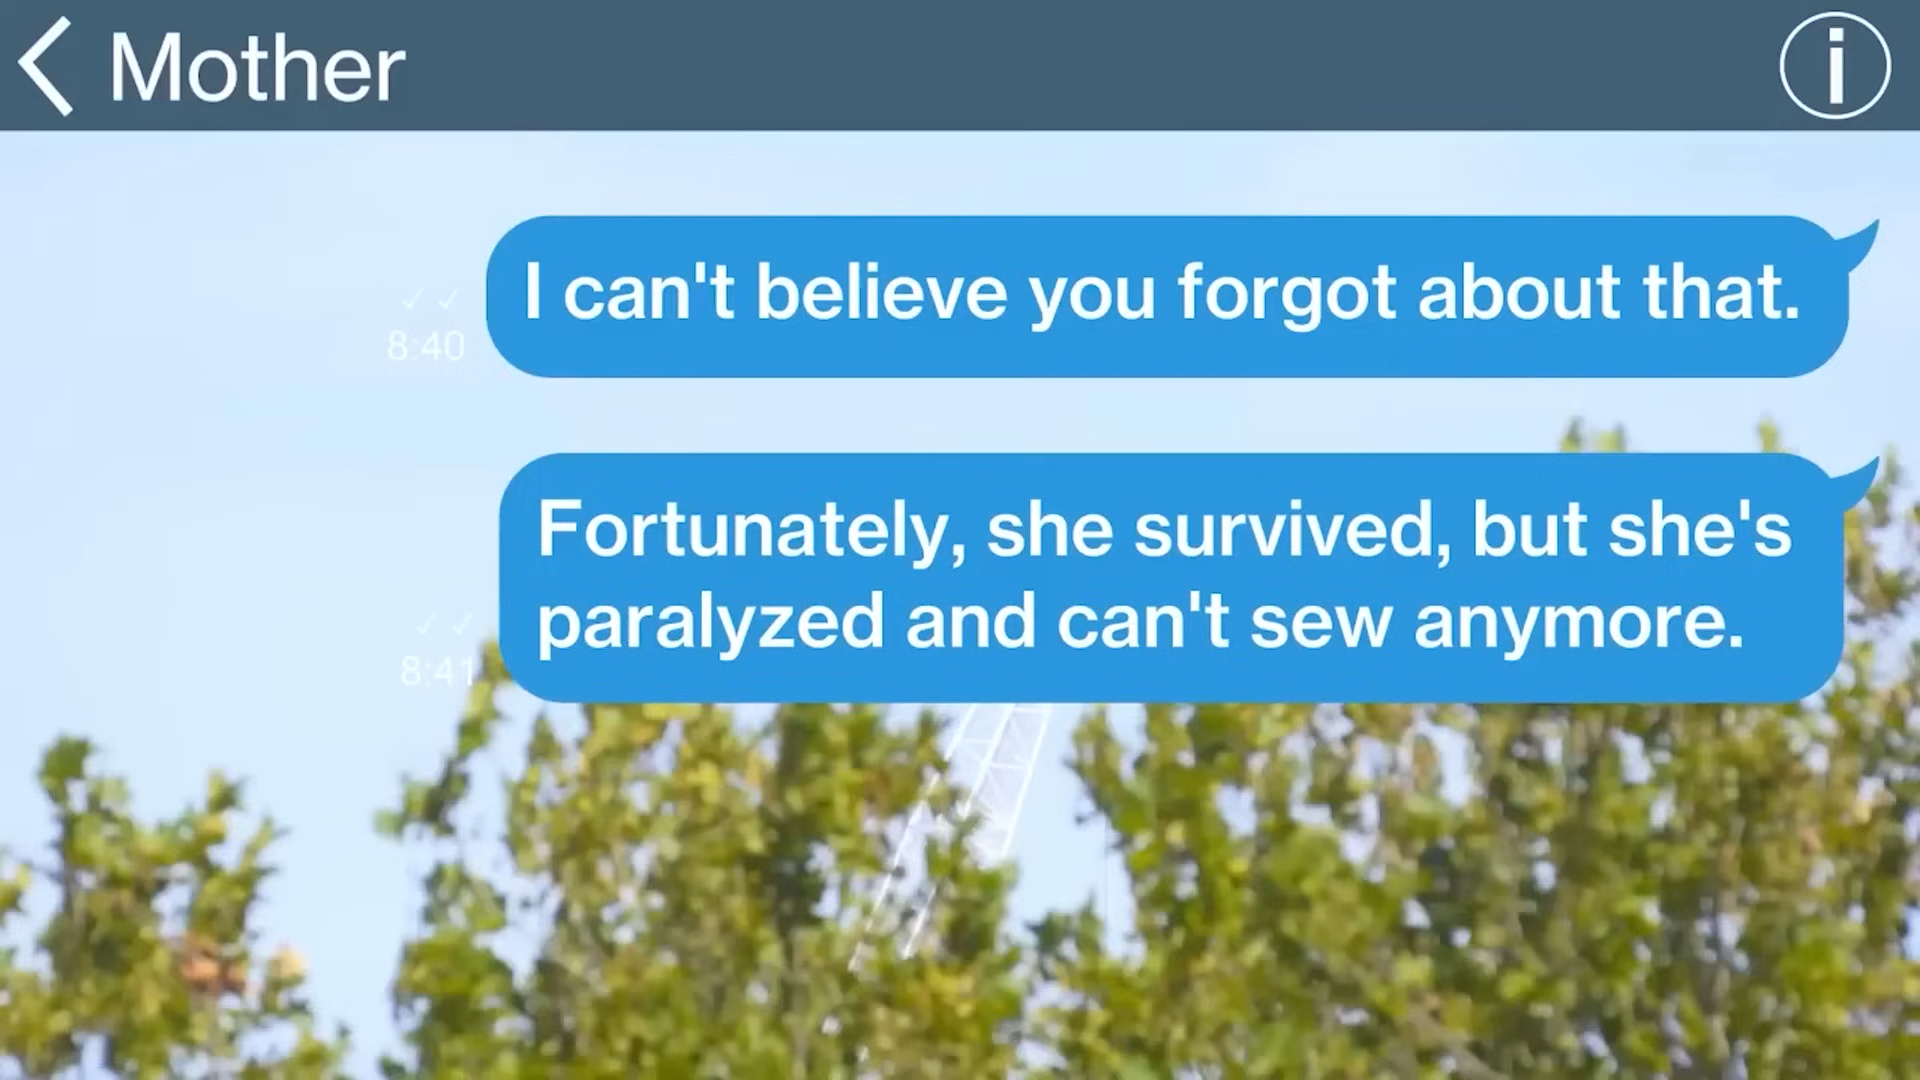 Mother
i
I can't believe you forgot about that.
8:40
Fortunately, she survived, but she's
paralyzed and can't sew anymore.
8:41